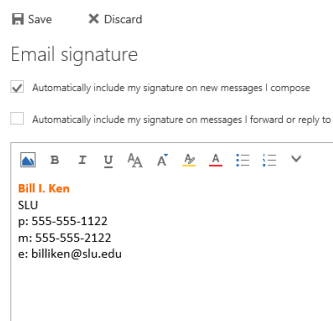 Save Discard
Email signature
Automatically include my signature on new messages I compose
Automatically include my signature on messages I forward or reply to
B I U AA A A A
Bill I. Ken
SLU
p: 555-555-1122
m: 555-555-2122
e: billiken@slu.edu